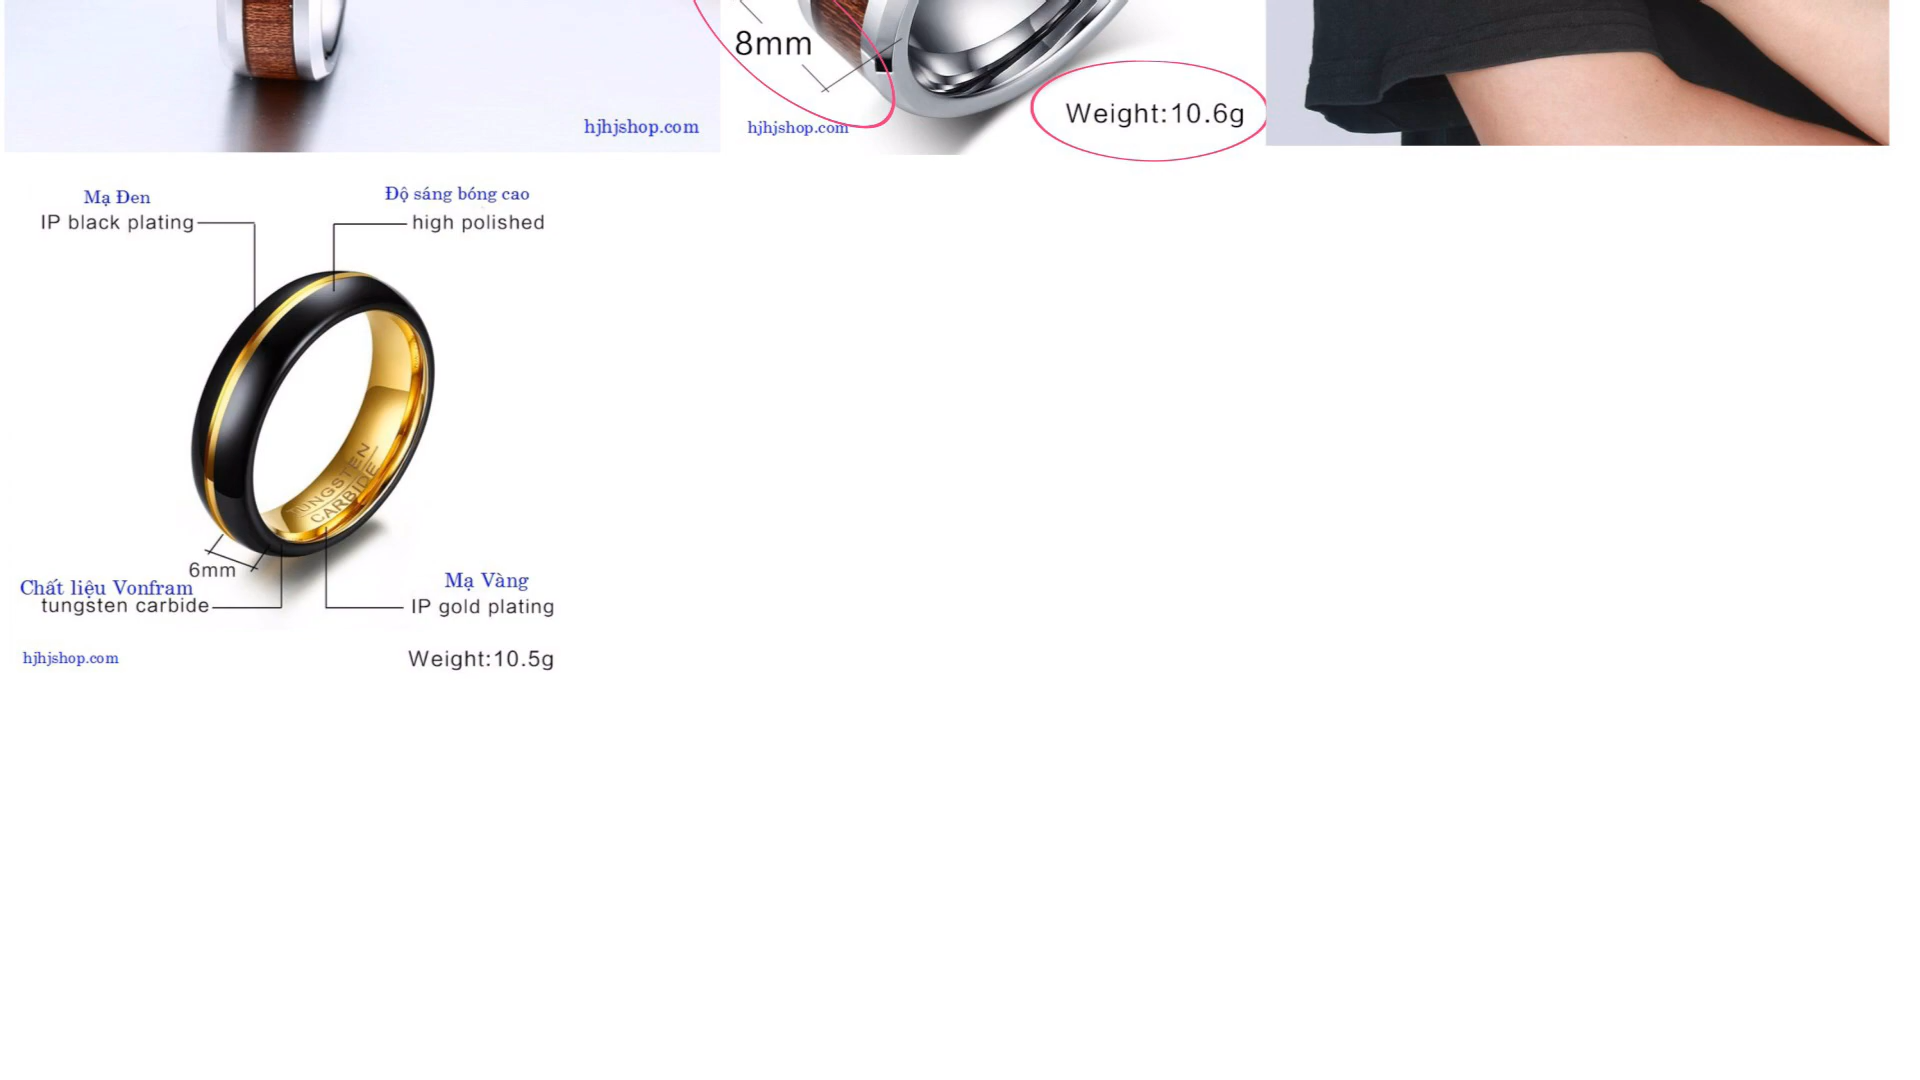 8mm
hjhjshop.com
hjhjshop.com
Weight:10.6g
Mạ Đen
IP black plating
Độ sáng bóng cao
high polished
TUNGSTEN
CARBIDE
6mm
Chất liệu Vonfram
tungsten carbide
Mạ Vàng
IP gold plating
hjhjshop.com
Weight:10.5g